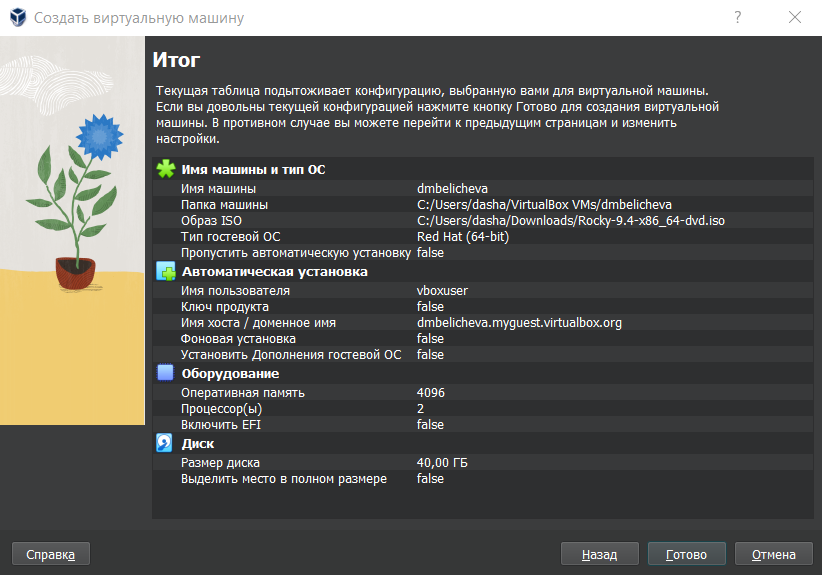 Создать виртуальную машину
?
Итог
Текущая таблица подытоживает конфигурацию, выбранную вами для виртуальной машины.
Если вы довольны текущей конфигурацией нажмите кнопку Готово для создания виртуальной
машины. В противном случае вы можете перейти к предыдущим страницам и изменить
настройки.
Имя машины и тип ОС
Имя машины dmbelicheva
Папка машины C:/Users/dasha/VirtualBox VMs/dmbelicheva
Образ ISO C:/Users/dasha/Downloads/Rocky-9.4-x86_64-dvd.iso
Тип гостевой ОС Red Hat (64-bit)
Пропустить автоматическую установку false
Автоматическая установка
Имя пользователя vboxuser
Ключ продукта false
Имя хоста / доменное имя dmbelicheva.myguest.virtualbox.org
Фоновая установка false
Установить Дополнения гостевой ОС false
Оборудование
Оперативная память 4096
Процессор(ы) 2
Включить EFI false
Диск
Размер диска 40,00 ГБ
Выделить место в полном размере false
Справка Назад Готово Отмена